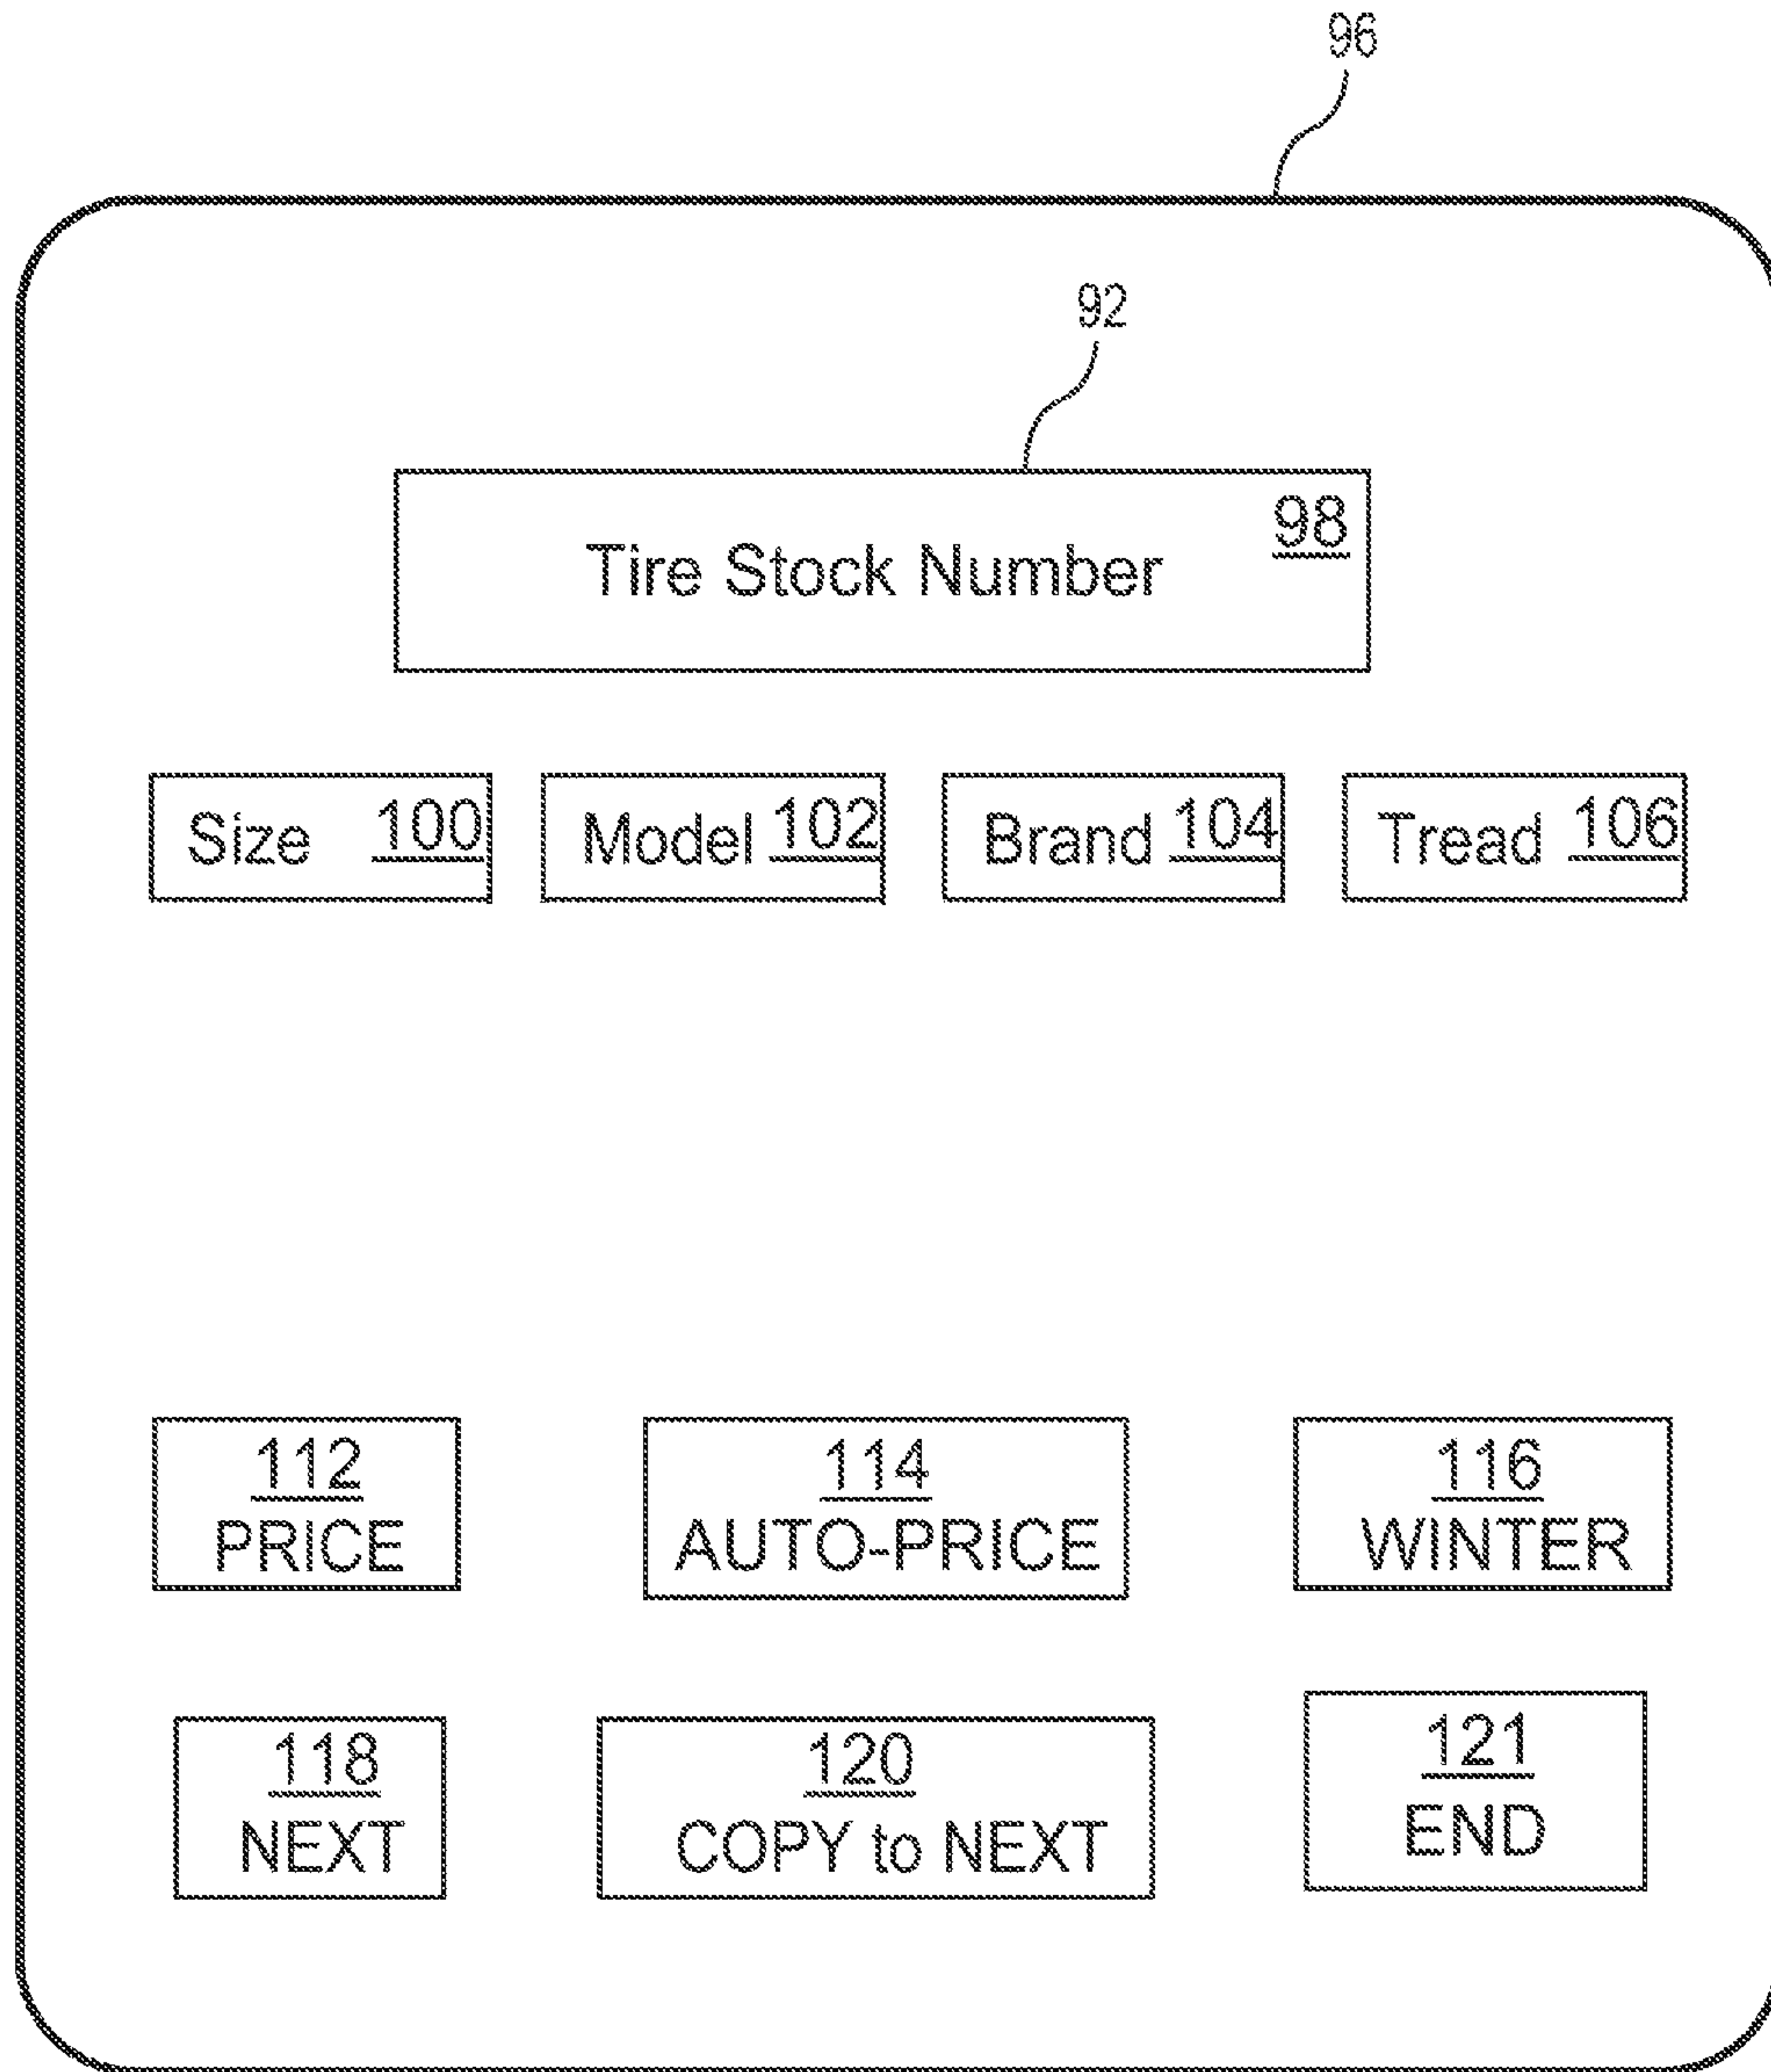 96
92
98
Tire Stock Number
Size 100 Model 102 Brand 104 Tread 106
112 114 116
PRICE AUTO-PRICE WINTER
118 120 121
NEXT COPY to NEXT END